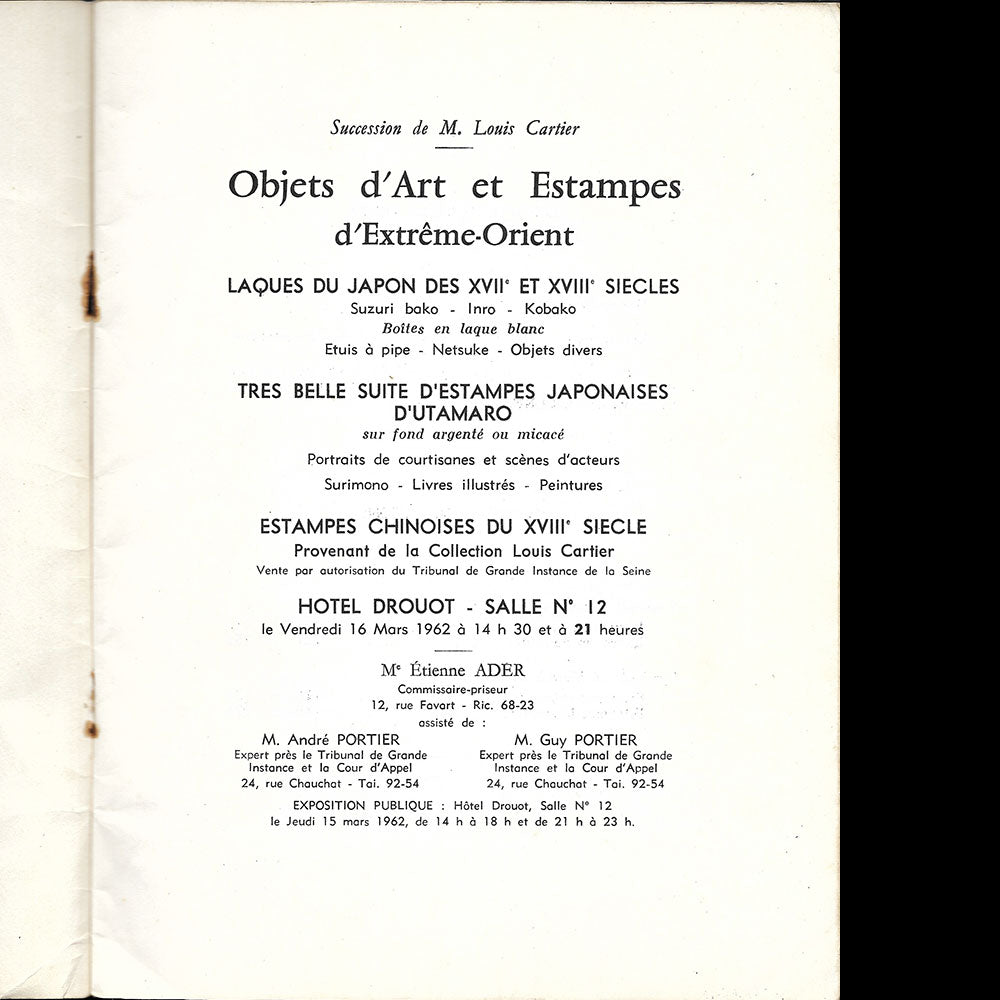 Succession de M. Louis Cartier
Objets d'Art et Estampes
d'Extrême-Orient
LAQUES DU JAPON DES XVIIe ET XVIIIe SIECLES
Suzuri bako - Inro - Kobako
Boîtes en laque blanc
Etuis à pipe - Netsuke - Objets divers
TRES BELLE SUITE D'ESTAMPES JAPONAISES
D'UTAMARO
sur fond argenté ou micacé
Portraits de courtisanes et scènes d'acteurs
Surimono - Livres illustrés - Peintures
ESTAMPES CHINOISES DU XVIIIe SIECLE
Provenant de la Collection Louis Cartier
Vente par autorisation du Tribunal de Grande Instance de la Seine
HOTEL DROUOT - SALLE N° 12
le Vendredi 16 Mars 1962 à 14 h 30 et à 21 heures
Me Étienne ADER
Commissaire-priseur
12, rue Favart - Ric. 68-23
assisté de :
M. André PORTIER
Expert près le Tribunal de Grande
Instance et la Cour d'Appel
24, rue Chauchat - Tai. 92-54
M. Guy PORTIER
Expert près le Tribunal de Grande
Instance et la Cour d'Appel
24, rue Chauchat - Tai. 92-54
EXPOSITION PUBLIQUE : Hôtel Drouot, Salle N° 12
le Jeudi 15 mars 1962, de 14 h à 18 h et de 21 h à 23 h.